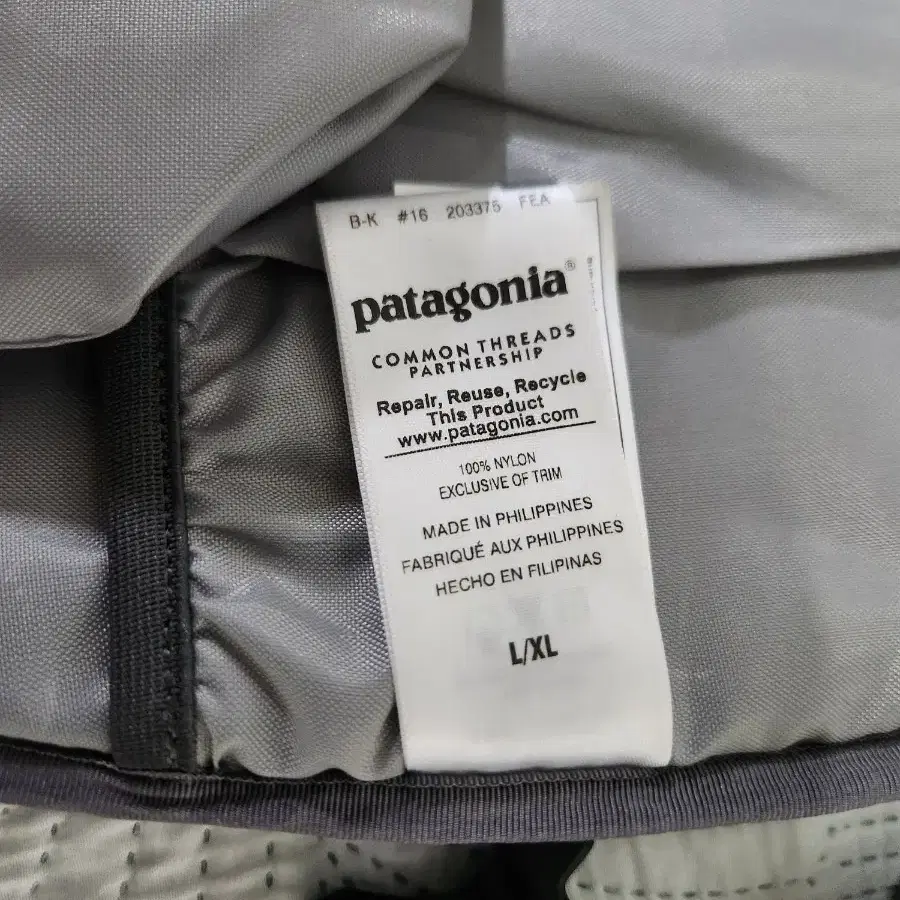 B-K #16 203375 FEA
patagonia®
COMMON THREADS
PARTNERSHIP
Repair, Reuse, Recycle
This Product
www.patagonia.com
100% NYLON
EXCLUSIVE OF TRIM
MADE IN PHILIPPINES
FABRIQUÉ AUX PHILIPPINES
HECHO EN FILIPINAS
L/XL